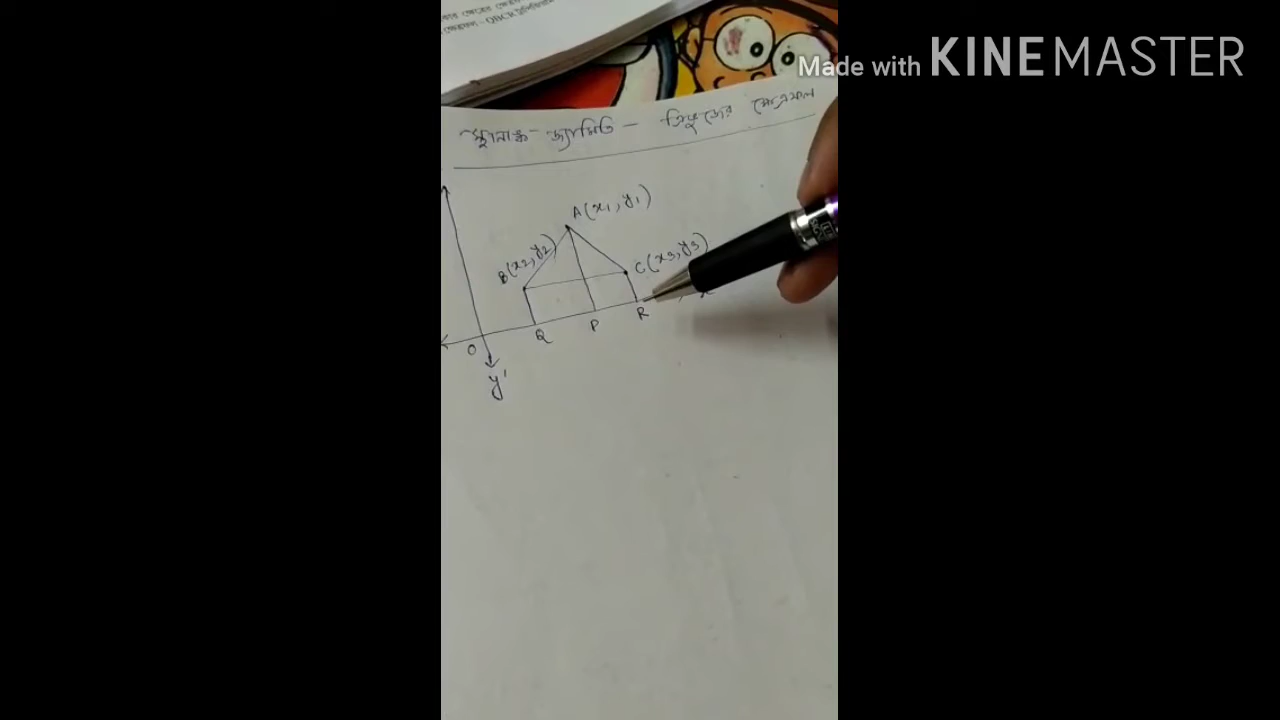 Made with KINEMASTER
স্থানাঙ্ক জ্যামিতি – ত্রিভুজের ক্ষেত্রফল
A(x₁, y₁)
B(x₂, y₂)
C(x₃, y₃)
Q P R
O
y'